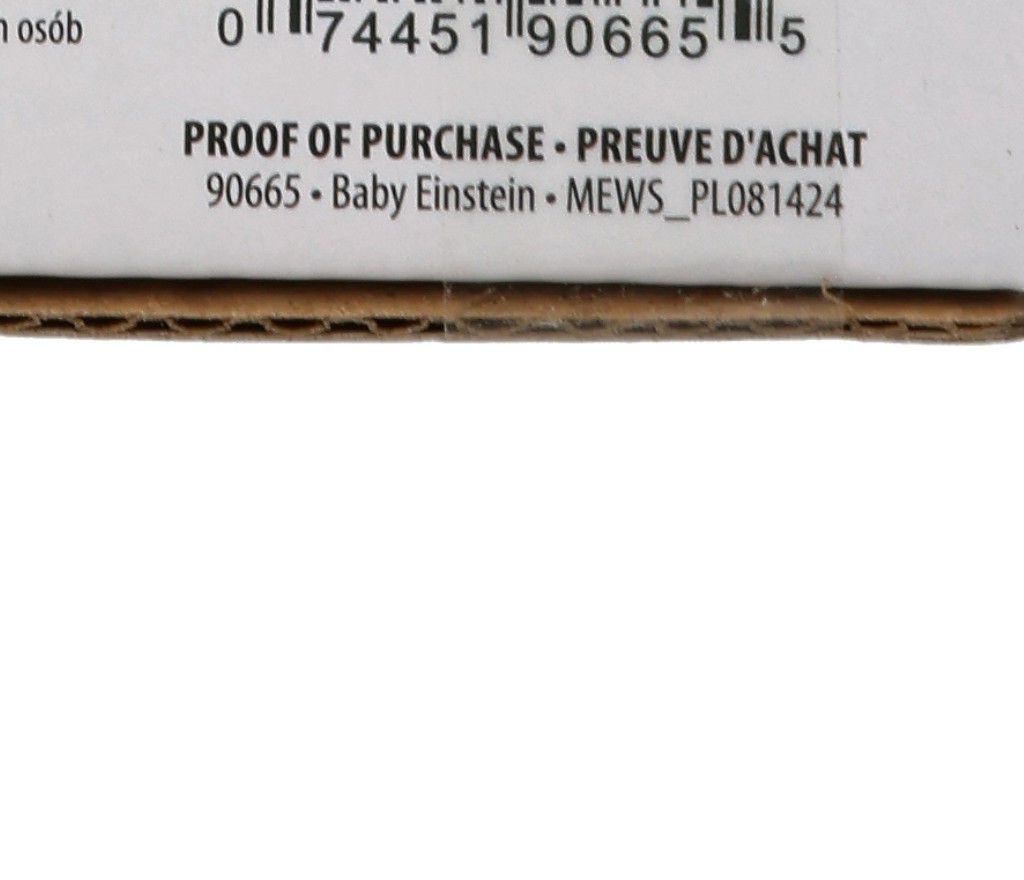 osób
0 74451 90665 5
PROOF OF PURCHASE • PREUVE D'ACHAT
90665 • Baby Einstein • MEWS_PL081424